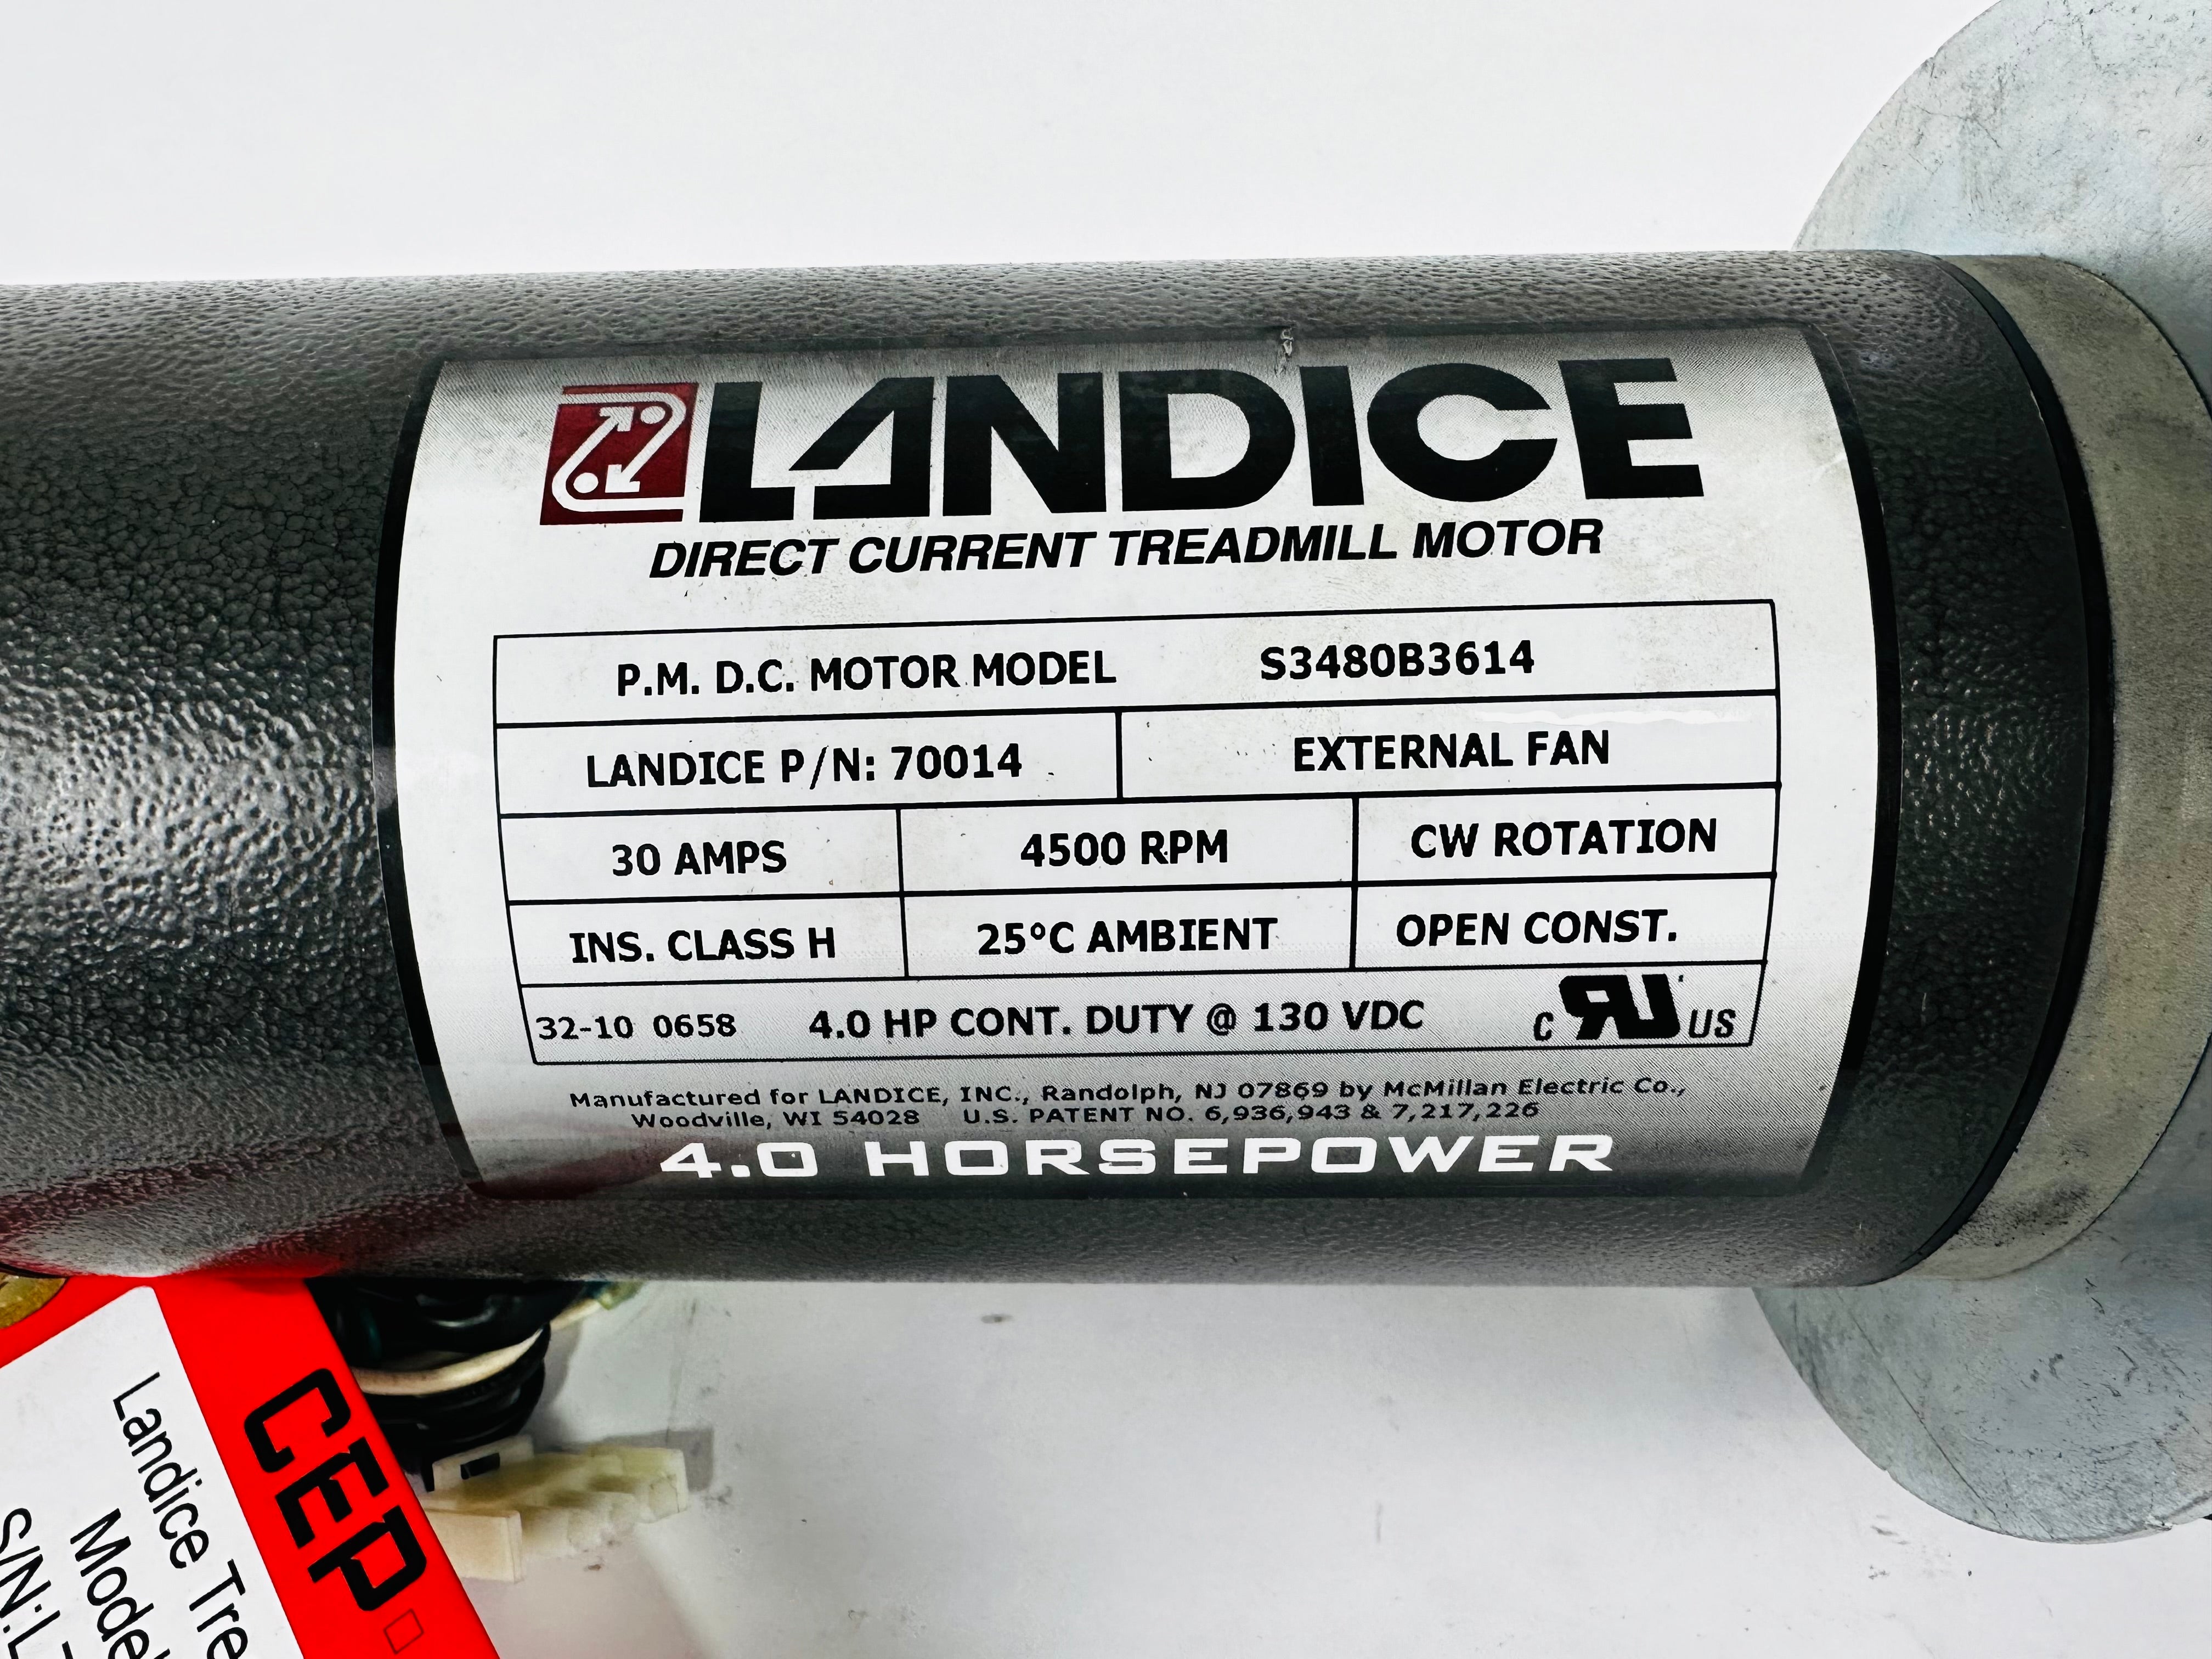 LANDICE
DIRECT CURRENT TREADMILL MOTOR
P.M. D.C. MOTOR MODEL S3480B3614
LANDICE P/N: 70014 EXTERNAL FAN
30 AMPS 4500 RPM CW ROTATION
INS. CLASS H 25°C AMBIENT OPEN CONST.
32-10 0658 4.0 HP CONT. DUTY @ 130 VDC C RU US
Manufactured for LANDICE, INC., Randolph, NJ 07869 by McMillan Electric Co.,
Woodville, WI 54028 U.S. PATENT NO. 6,936,943 & 7,217,226
4.0 HORSEPOWER
CEP
Landice Tre
Model
S/N:L